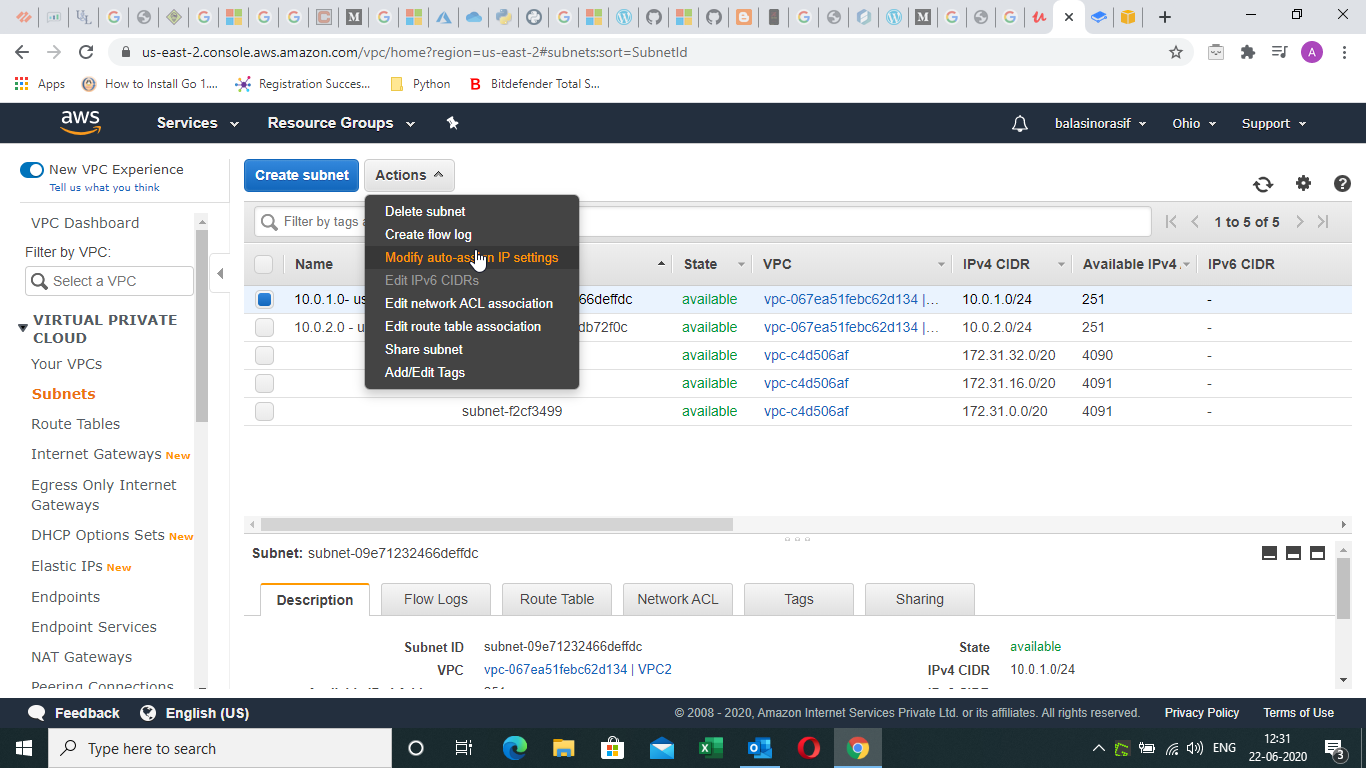 us-east-2.console.aws.amazon.com/vpc/home?region=us-east-2#subnets:sort=SubnetId
A
Apps
How to Install Go 1....
Registration Succes...
Python
Bitdefender Total S...
aws
Services
Resource Groups
balasinorasif
Ohio
Support
New VPC Experience
Tell us what you think
VPC Dashboard
Filter by VPC:
Select a VPC
VIRTUAL PRIVATE
CLOUD
Your VPCs
Subnets
Route Tables
Internet Gateways New
Egress Only Internet
Gateways
DHCP Options Sets New
Elastic IPs New
Endpoints
Endpoint Services
NAT Gateways
Peering Connections
Create subnet
Actions
Delete subnet
Create flow log
Modify auto-assign IP settings
Edit IPv6 CIDRs
Edit network ACL association
Edit route table association
Share subnet
Add/Edit Tags
Filter by tags a
1 to 5 of 5
Name State VPC IPv4 CIDR Available IPv4 IPv6 CIDR
10.0.1.0- us 66deffdc available vpc-067ea51febc62d134 |... 10.0.1.0/24 251 -
10.0.2.0 - u db72f0c available vpc-067ea51febc62d134 |... 10.0.2.0/24 251 -
available vpc-c4d506af 172.31.32.0/20 4090 -
available vpc-c4d506af 172.31.16.0/20 4091 -
subnet-f2cf3499 available vpc-c4d506af 172.31.0.0/20 4091 -
Subnet: subnet-09e71232466deffdc
Description
Flow Logs
Route Table
Network ACL
Tags
Sharing
Subnet ID subnet-09e71232466deffdc
State available
VPC vpc-067ea51febc62d134 | VPC2
IPv4 CIDR 10.0.1.0/24
Feedback
English (US)
© 2008 - 2020, Amazon Internet Services Private Ltd. or its affiliates. All rights reserved.
Privacy Policy
Terms of Use
Type here to search
ENG
12:31
22-06-2020
3